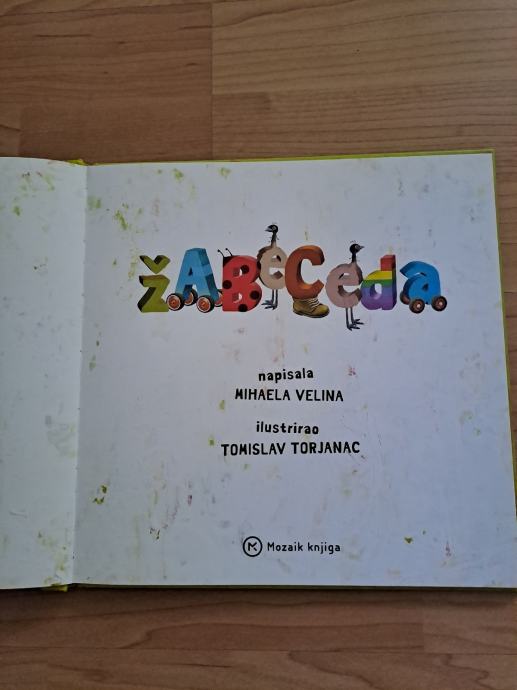 žABeCeda
napisala
MIHAELA VELINA
ilustrirao
TOMISLAV TORJANAC
Mozaik knjiga